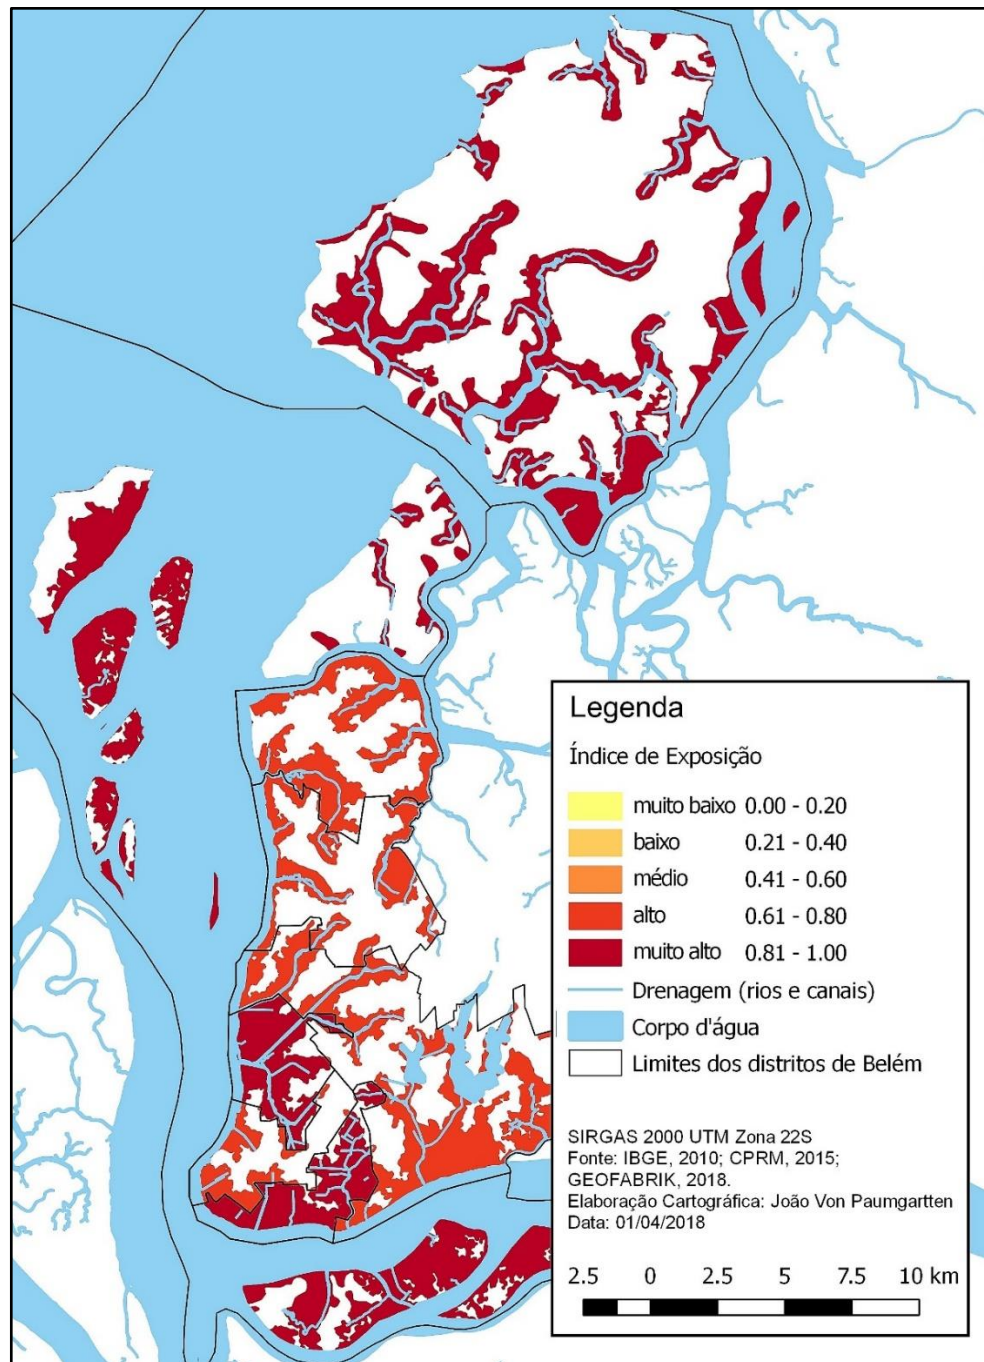 Legenda
Índice de Exposição
muito baixo 0.00 - 0.20
baixo 0.21 - 0.40
médio 0.41 - 0.60
alto 0.61 - 0.80
muito alto 0.81 - 1.00
Drenagem (rios e canais)
Corpo d'água
Limites dos distritos de Belém
SIRGAS 2000 UTM Zona 22S
Fonte: IBGE, 2010; CPRM, 2015;
GEOFABRIK, 2018.
Elaboração Cartográfica: João Von Paumgartten
Data: 01/04/2018
2.5 0 2.5 5 7.5 10 km